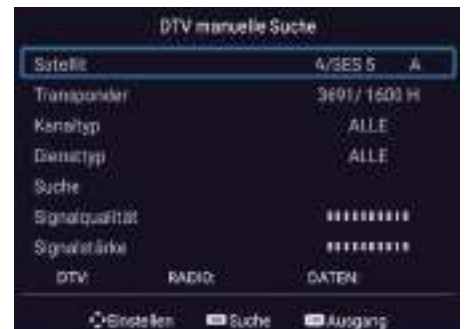 DTV manuelle Suche
Satellit A/SES 5 A
Transponder 3691/ 1600 H
Kanaltyp ALLE
Diensttyp ALLE
Suche
Signalqualität
Signalstärke
DTV: RADIO: DATEN:
Einstellen Suche Ausgang